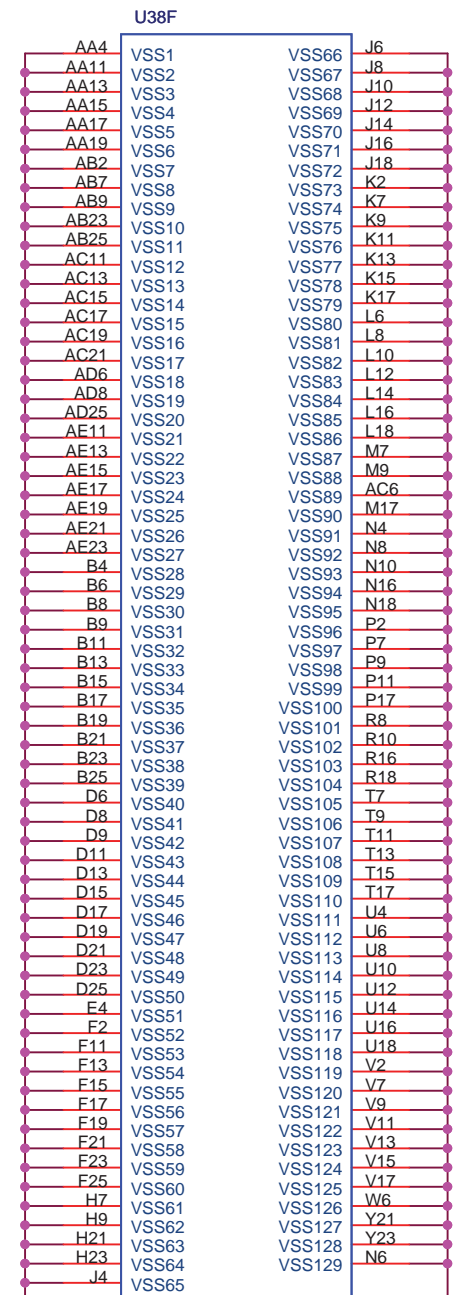 U38F
AA4 VSS1 VSS66 J6
AA11 VSS2 VSS67 J8
AA13 VSS3 VSS68 J10
AA15 VSS4 VSS69 J12
AA17 VSS5 VSS70 J14
AA19 VSS6 VSS71 J16
AB2 VSS7 VSS72 J18
AB7 VSS8 VSS73 K2
AB9 VSS9 VSS74 K7
AB23 VSS10 VSS75 K9
AB25 VSS11 VSS76 K11
AC11 VSS12 VSS77 K13
AC13 VSS13 VSS78 K15
AC15 VSS14 VSS79 K17
AC17 VSS15 VSS80 L6
AC19 VSS16 VSS81 L8
AC21 VSS17 VSS82 L10
AD6 VSS18 VSS83 L12
AD8 VSS19 VSS84 L14
AD25 VSS20 VSS85 L16
AE11 VSS21 VSS86 L18
AE13 VSS22 VSS87 M7
AE15 VSS23 VSS88 M9
AE17 VSS24 VSS89 AC6
AE19 VSS25 VSS90 M17
AE21 VSS26 VSS91 N4
AE23 VSS27 VSS92 N8
B4 VSS28 VSS93 N10
B6 VSS29 VSS94 N16
B8 VSS30 VSS95 N18
B9 VSS31 VSS96 P2
B11 VSS32 VSS97 P7
B13 VSS33 VSS98 P9
B15 VSS34 VSS99 P11
B17 VSS35 VSS100 P17
B19 VSS36 VSS101 R8
B21 VSS37 VSS102 R10
B23 VSS38 VSS103 R16
B25 VSS39 VSS104 R18
D6 VSS40 VSS105 T7
D8 VSS41 VSS106 T9
D9 VSS42 VSS107 T11
D11 VSS43 VSS108 T13
D13 VSS44 VSS109 T15
D15 VSS45 VSS110 T17
D17 VSS46 VSS111 U4
D19 VSS47 VSS112 U6
D21 VSS48 VSS113 U8
D23 VSS49 VSS114 U10
D25 VSS50 VSS115 U12
E4 VSS51 VSS116 U14
F2 VSS52 VSS117 U16
F11 VSS53 VSS118 U18
F13 VSS54 VSS119 V2
F15 VSS55 VSS120 V7
F17 VSS56 VSS121 V9
F19 VSS57 VSS122 V11
F21 VSS58 VSS123 V13
F23 VSS59 VSS124 V15
F25 VSS60 VSS125 V17
H7 VSS61 VSS126 W6
H9 VSS62 VSS127 Y21
H21 VSS63 VSS128 Y23
H23 VSS64 VSS129 N6
J4 VSS65